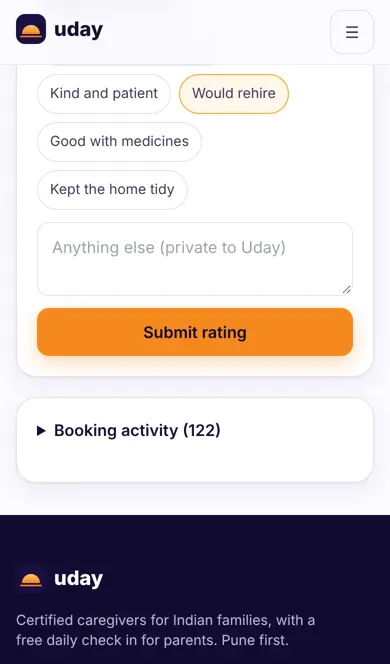 uday
☰
Kind and patient
Would rehire
Good with medicines
Kept the home tidy
Anything else (private to Uday)
Submit rating
▶ Booking activity (122)
uday
Certified caregivers for Indian families, with a
free daily check in for parents. Pune first.